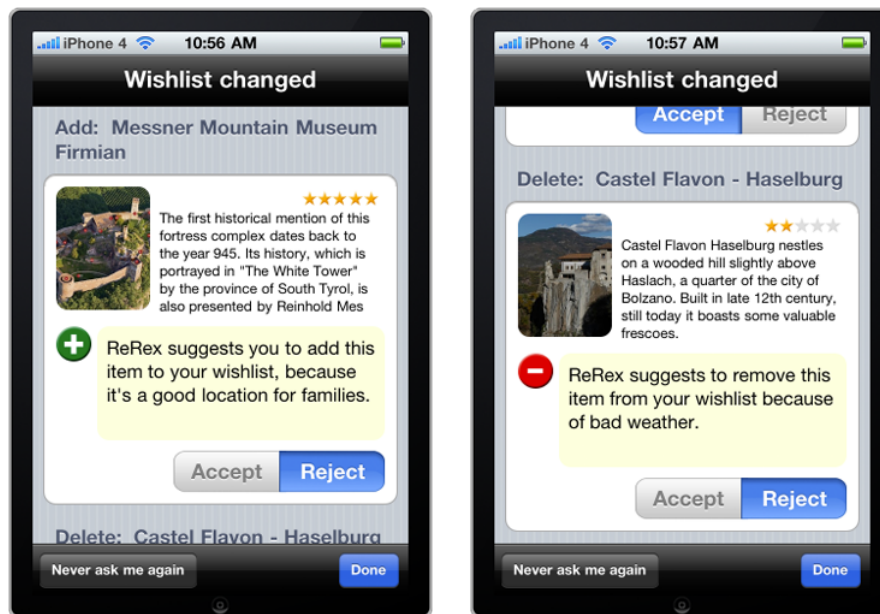 iPhone 4 10:56 AM
Wishlist changed
Add: Messner Mountain Museum
Firmian
The first historical mention of this
fortress complex dates back to
the year 945. Its history, which is
portrayed in "The White Tower"
by the province of South Tyrol, is
also presented by Reinhold Mes
ReRex suggests you to add this
item to your wishlist, because
it's a good location for families.
Accept Reject
Delete: Castel Flavon - Haselburg
Never ask me again Done
iPhone 4 10:57 AM
Wishlist changed
Accept Reject
Delete: Castel Flavon - Haselburg
Castel Flavon Haselburg nestles
on a wooded hill slightly above
Haslach, a quarter of the city of
Bolzano. Built in late 12th century,
still today it boasts some valuable
frescoes.
ReRex suggests to remove this
item from your wishlist because
of bad weather.
Accept Reject
Never ask me again Done